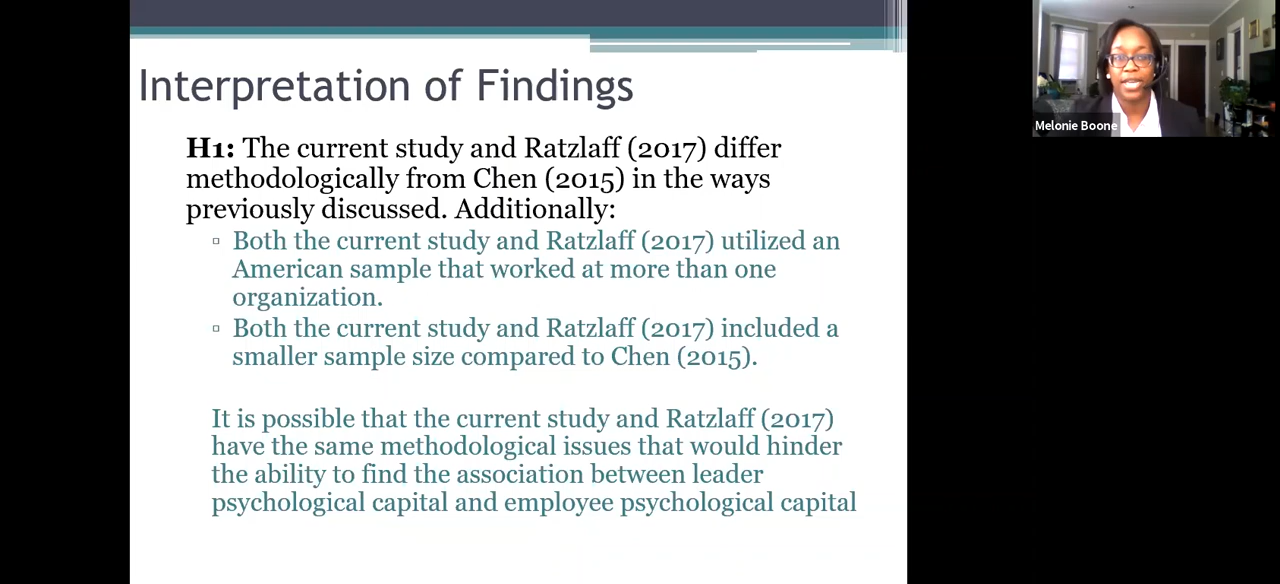 Interpretation of Findings
H1: The current study and Ratzlaff (2017) differ
methodologically from Chen (2015) in the ways
previously discussed. Additionally:
Both the current study and Ratzlaff (2017) utilized an
American sample that worked at more than one
organization.
Both the current study and Ratzlaff (2017) included a
smaller sample size compared to Chen (2015).
It is possible that the current study and Ratzlaff (2017)
have the same methodological issues that would hinder
the ability to find the association between leader
psychological capital and employee psychological capital
Melonie Boone